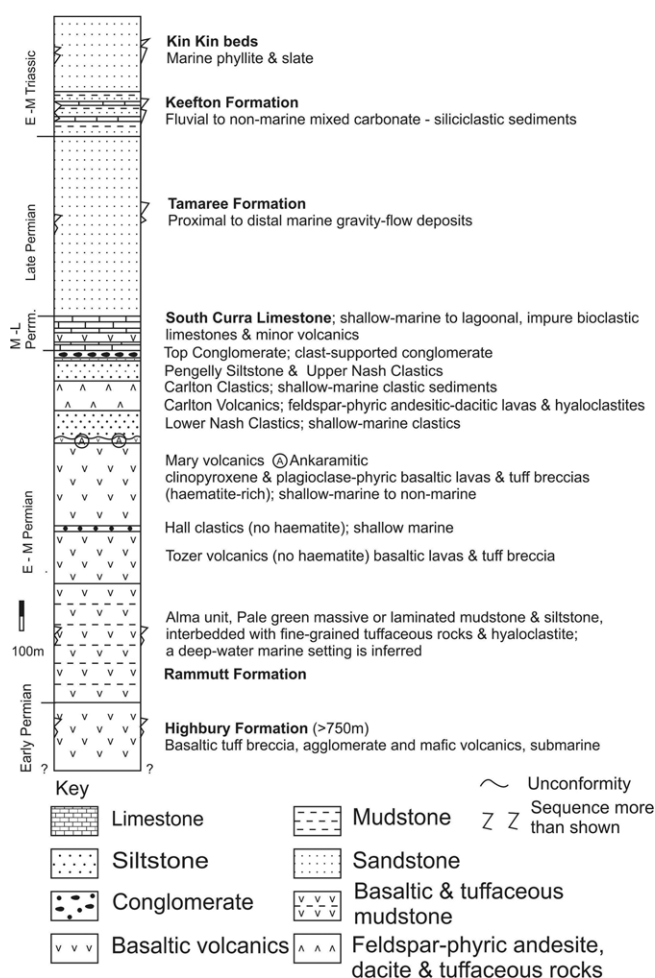 Kin Kin beds
Marine phyllite & slate
E -M Triassic
Keefton Formation
Fluvial to non-marine mixed carbonate - siliciclastic sediments
Tamaree Formation
Proximal to distal marine gravity-flow deposits
Late Permian
South Curra Limestone; shallow-marine to lagoonal, impure bioclastic
limestones & minor volcanics
M -L
Perrm.
Top Conglomerate; clast-supported conglomerate
Pengelly Siltstone & Upper Nash Clastics
Carlton Clastics; shallow-marine clastic sediments
Carlton Volcanics; feldspar-phyric andesitic-dacitic lavas & hyaloclastites
Lower Nash Clastics; shallow-marine clastics
A A
Mary volcanics Ⓐ Ankaramitic
clinopyroxene & plagioclase-phyric basaltic lavas & tuff breccias
(haematite-rich); shallow-marine to non-marine
E - M Permian
Hall clastics (no haematite); shallow marine
Tozer volcanics (no haematite) basaltic lavas & tuff breccia
100m
Alma unit, Pale green massive or laminated mudstone & siltstone,
interbedded with fine-grained tuffaceous rocks & hyaloclastite;
a deep-water marine setting is inferred
Rammutt Formation
Early Permian
Highbury Formation (>750m)
Basaltic tuff breccia, agglomerate and mafic volcanics, submarine
? ?
Key
Limestone
Siltstone
Conglomerate
Basaltic volcanics
Mudstone
Sandstone
Basaltic & tuffaceous
mudstone
Feldspar-phyric andesite,
dacite & tuffaceous rocks
Unconformity
Sequence more
than shown